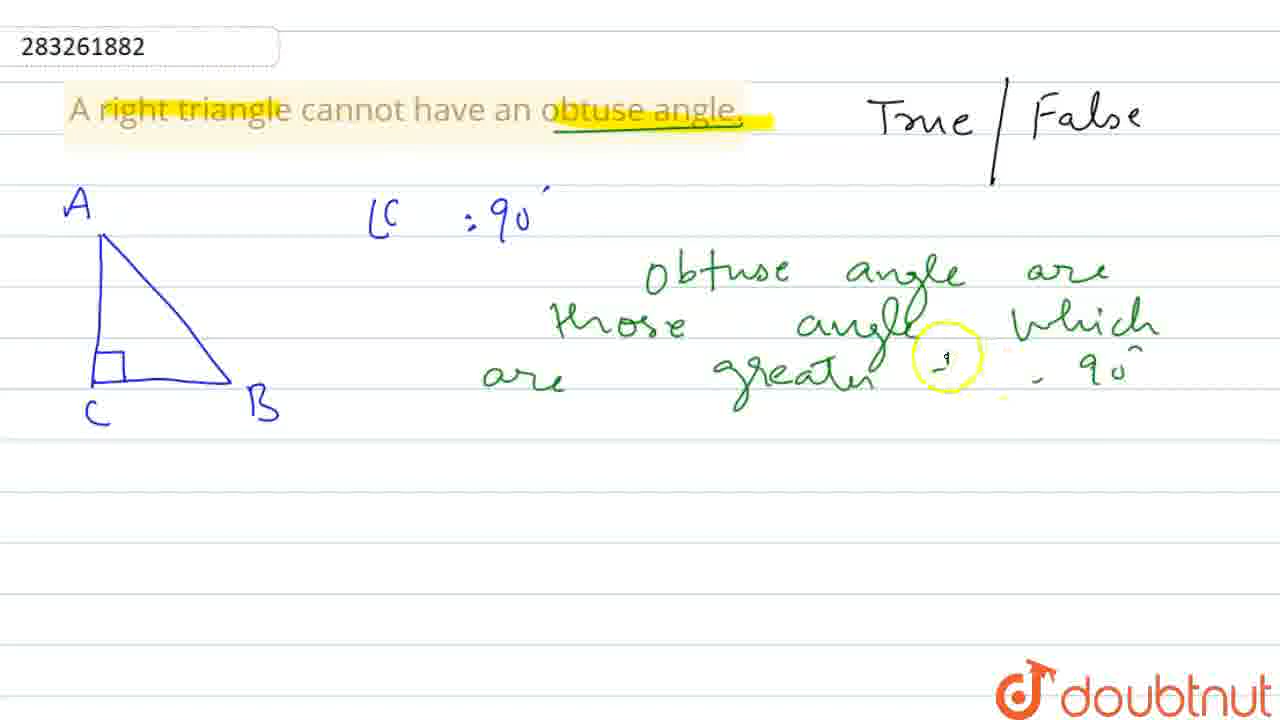 283261882
A right triangle cannot have an obtuse angle.
True / False
A
∠C : 90°
obtuse angle are
those angle which
are greater 90°
C
B
doubtnut